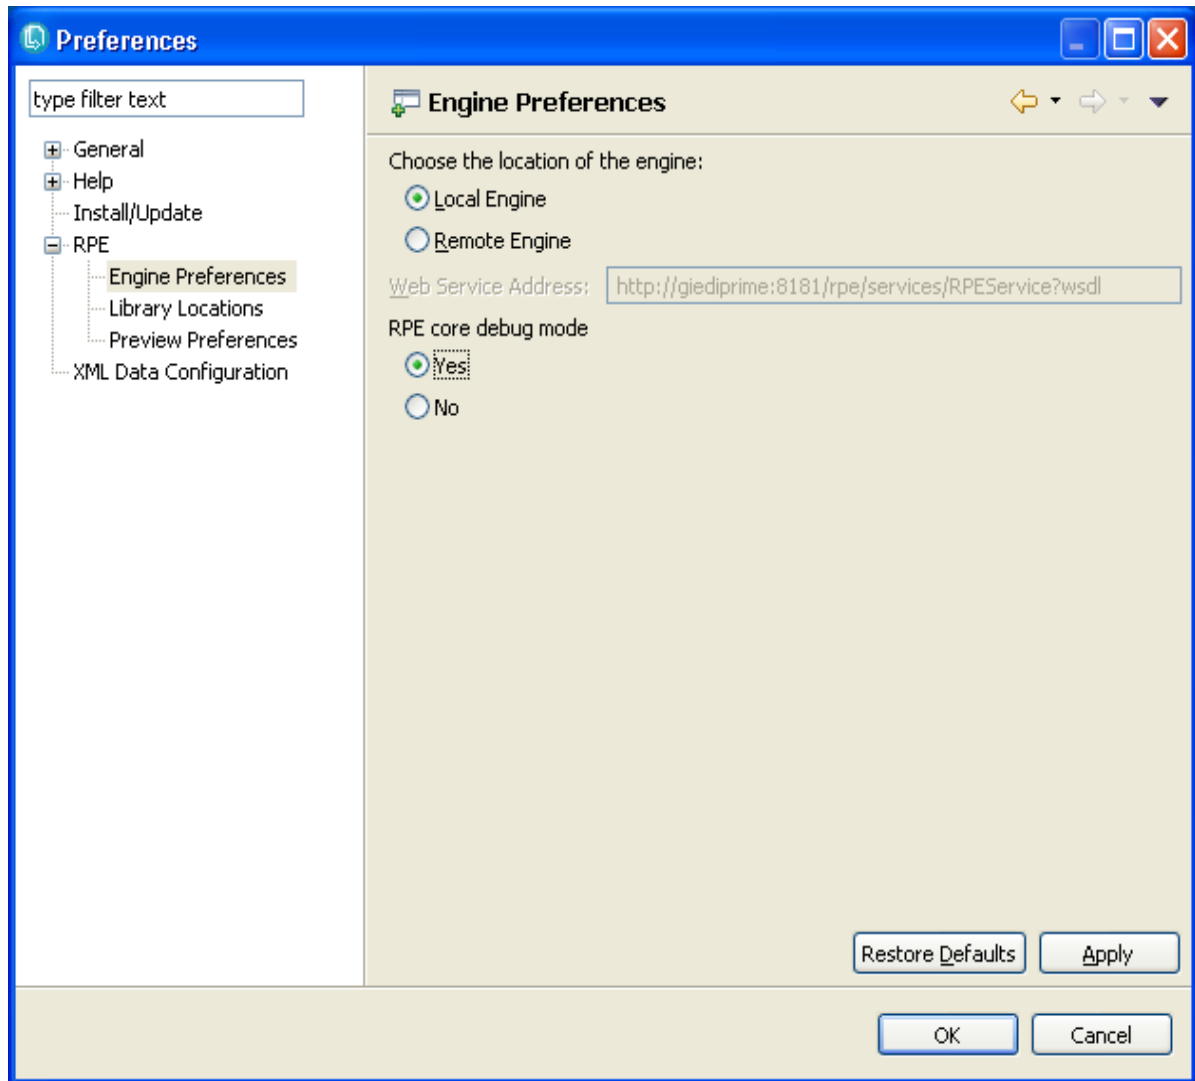 Preferences
type filter text
General
Help
Install/Update
RPE
Engine Preferences
Library Locations
Preview Preferences
XML Data Configuration
Engine Preferences
Choose the location of the engine:
Local Engine
Remote Engine
Web Service Address: http://giediprime:8181/rpe/services/RPEService?wsdl
RPE core debug mode
Yes
No
Restore Defaults Apply
OK Cancel